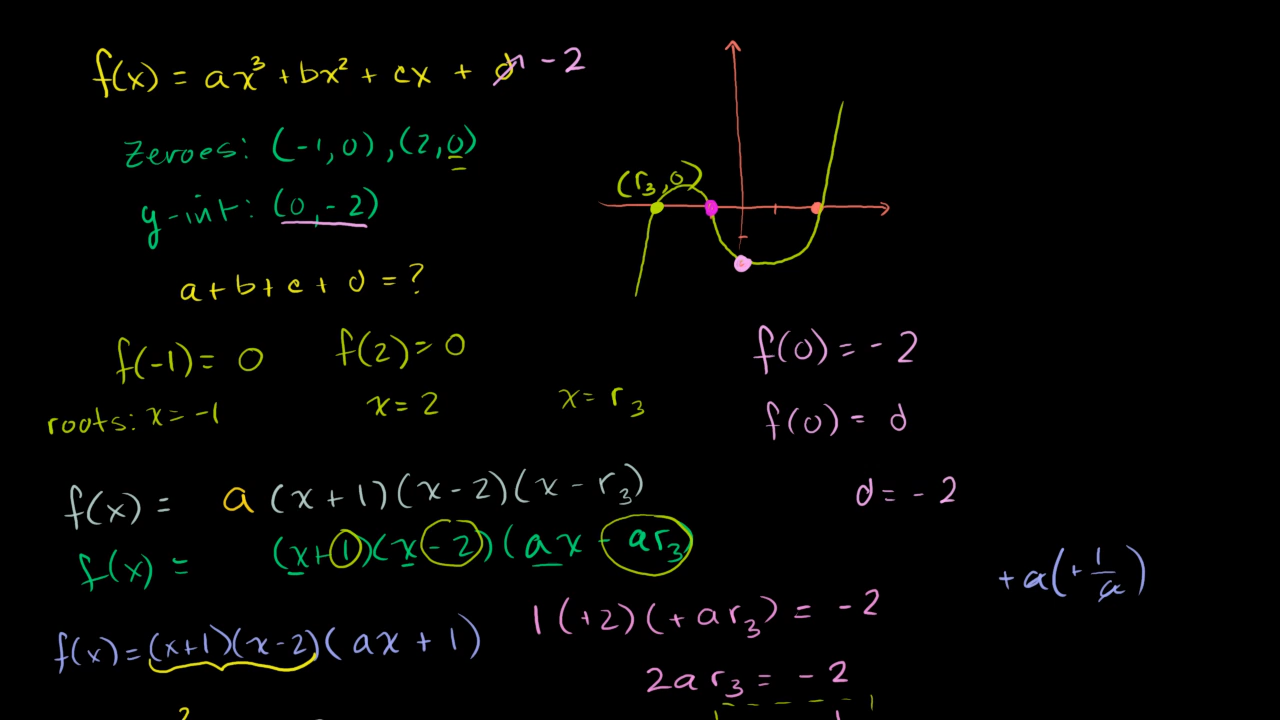 f(x) = ax³ + bx² + cx + d - 2
zeroes: (-1,0), (2,0)
(r₃,0)
y-int: (0,-2)
a + b + c + d = ?
f(-1) = 0 f(2) = 0
f(0) = -2
roots: x = -1 x = 2 x = r₃
f(0) = d
f(x) = a (x+1)(x-2)(x - r₃)
d = -2
f(x) = (x+1)(x-2)(ax - ar₃)
+a(+1/a)
1(+2)(+ar₃) = -2
f(x) = (x+1)(x-2)(ax + 1)
2ar₃ = -2